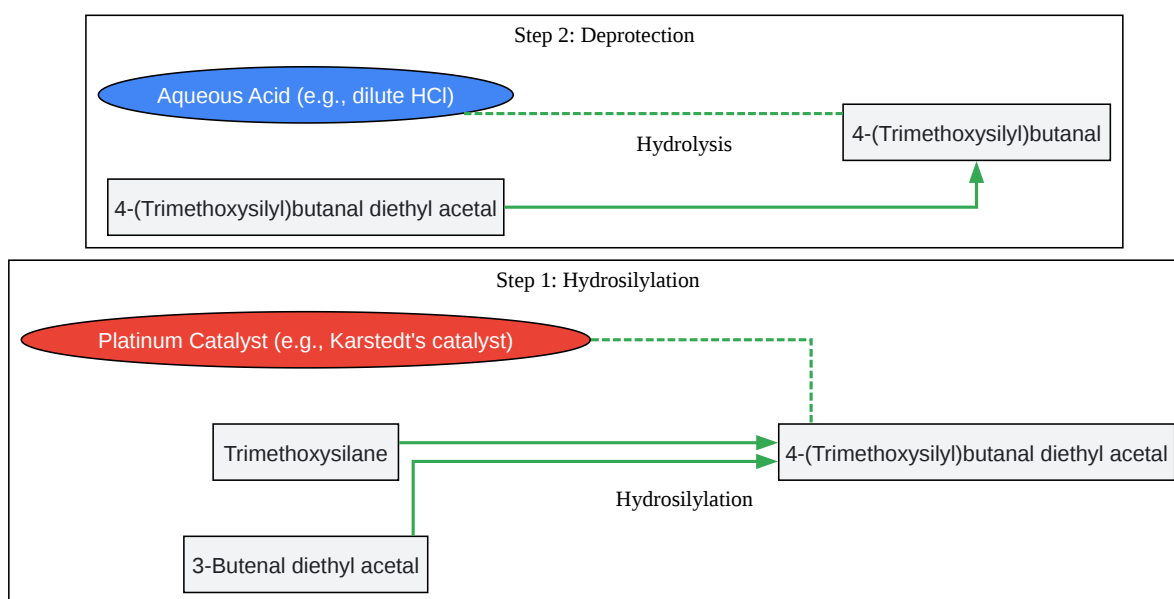 Step 2: Deprotection
Aqueous Acid (e.g., dilute HCl)
4-(Trimethoxysilyl)butanal
Hydrolysis
4-(Trimethoxysilyl)butanal diethyl acetal
Step 1: Hydrosilylation
Platinum Catalyst (e.g., Karstedt's catalyst)
Trimethoxysilane
4-(Trimethoxysilyl)butanal diethyl acetal
Hydrosilylation
3-Butenal diethyl acetal